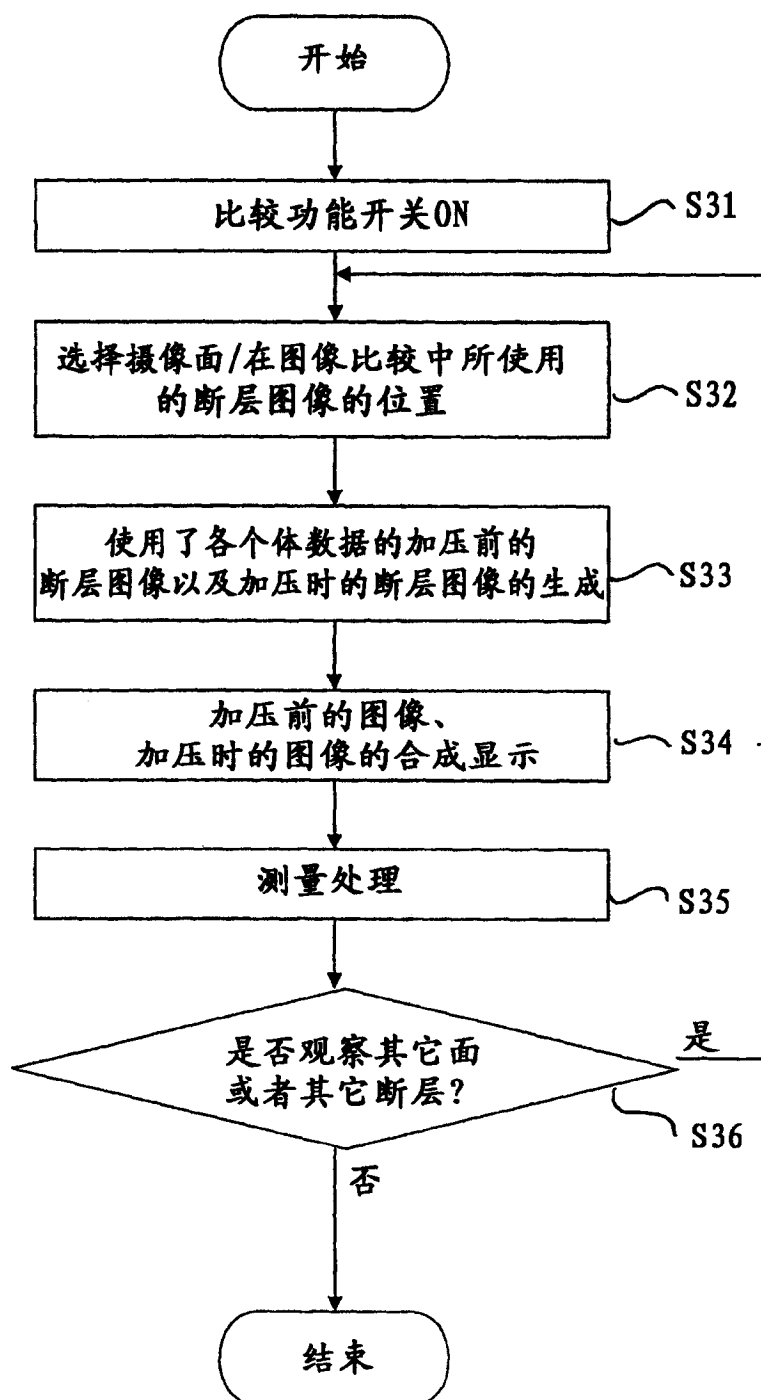 开始
比较功能开关ON
S31
选择摄像面/在图像比较中所使用
的断层图像的位置
S32
使用了各个体数据的加压前的
断层图像以及加压时的断层图像的生成
S33
加压前的图像、
加压时的图像的合成显示
S34
测量处理
S35
是否观察其它面
或者其它断层?
是
S36
否
结束